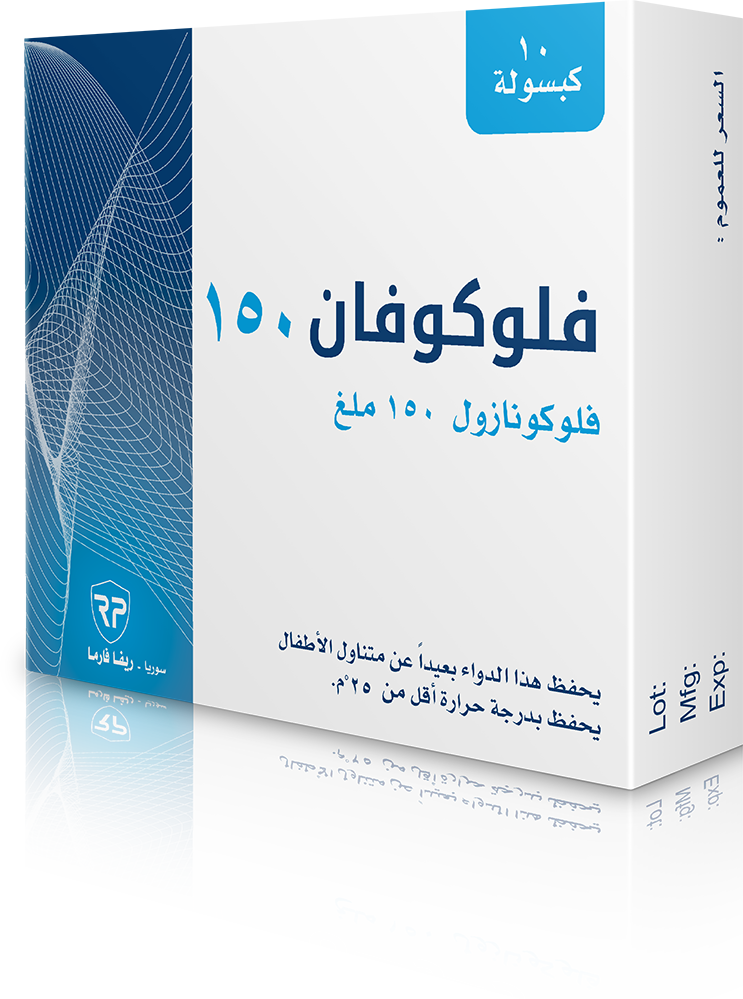 ١٠
كبسولة
فلوكوفان ١٥٠
فلوكونازول ١٥٠ ملغ
يحفظ هذا الدواء بعيداً عن متناول الأطفال
يحفظ بدرجة حرارة أقل من ٢٥°م.
RP
سوريا - ريفا فارما
السعر للعموم :
Lot:
Mfg:
Exp: